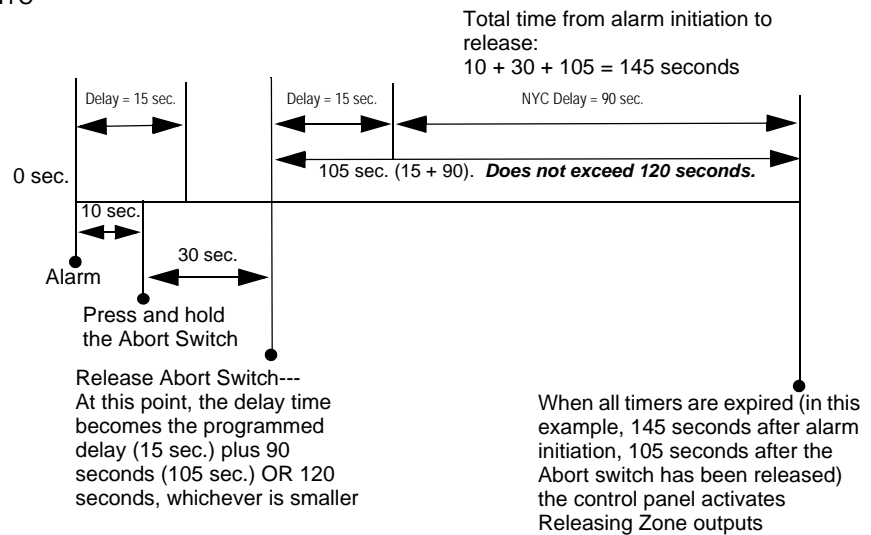 Total time from alarm initiation to
release:
10 + 30 + 105 = 145 seconds
Delay = 15 sec.
Delay = 15 sec.
NYC Delay = 90 sec.
0 sec.
105 sec. (15 + 90). Does not exceed 120 seconds.
10 sec.
30 sec.
Alarm
Press and hold
the Abort Switch
Release Abort Switch---
At this point, the delay time
becomes the programmed
delay (15 sec.) plus 90
seconds (105 sec.) OR 120
seconds, whichever is smaller
When all timers are expired (in this
example, 145 seconds after alarm
initiation, 105 seconds after the
Abort switch has been released)
the control panel activates
Releasing Zone outputs